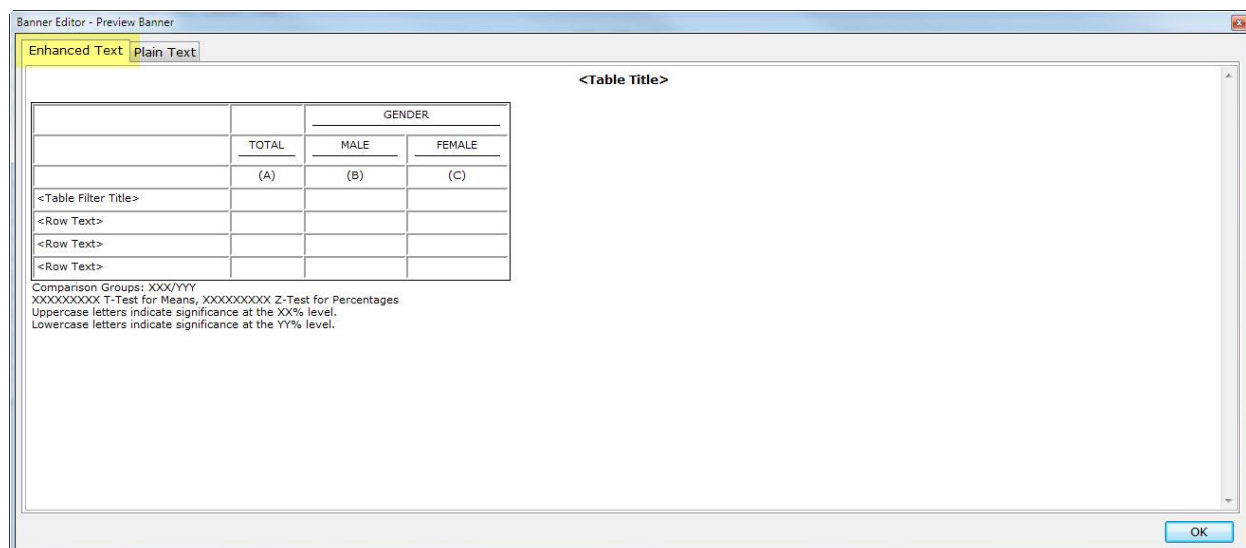 Banner Editor - Preview Banner
Enhanced Text Plain Text
<Table Title>
GENDER
TOTAL MALE FEMALE
(A) (B) (C)
<Table Filter Title>
<Row Text>
<Row Text>
<Row Text>
Comparison Groups: XXX/YYY
XXXXXXXXX T-Test for Means, XXXXXXXXX Z-Test for Percentages
Uppercase letters indicate significance at the XX% level.
Lowercase letters indicate significance at the YY% level.
OK